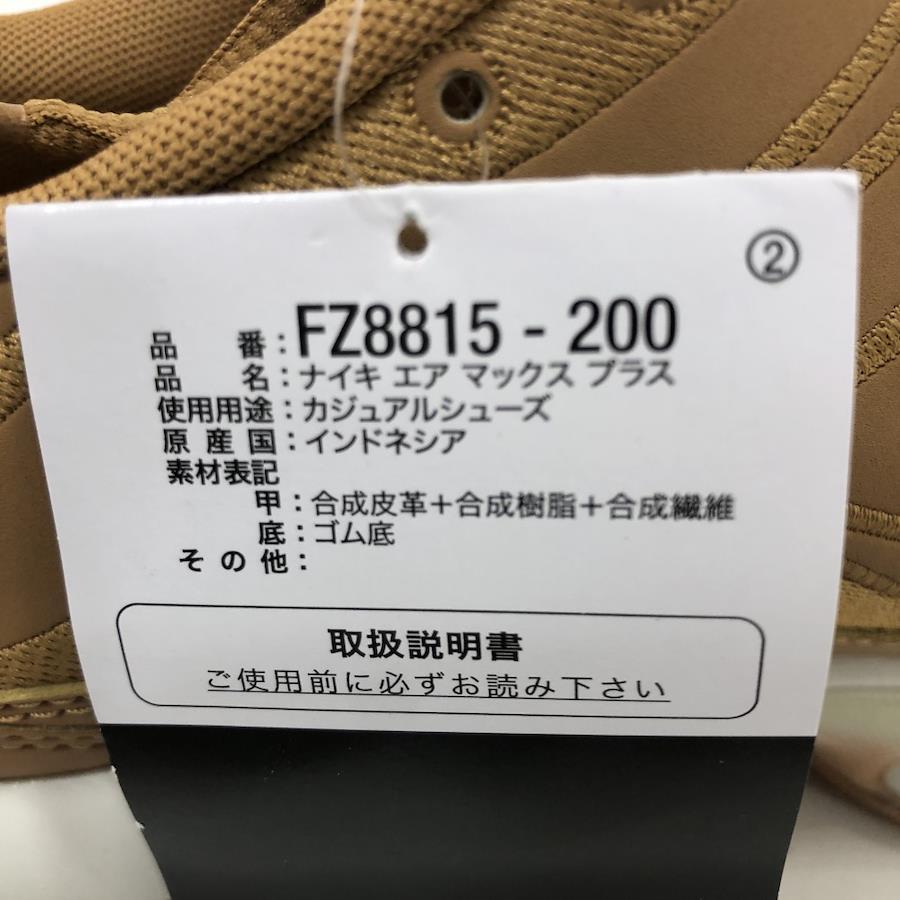 ②
品番:FZ8815 - 200
品名:ナイキ エア マックス プラス
使用用途:カジュアルシューズ
原産国:インドネシア
素材表記
甲:合成皮革+合成樹脂+合成繊維
底:ゴム底
その他:
取扱説明書
ご使用前に必ずお読み下さい